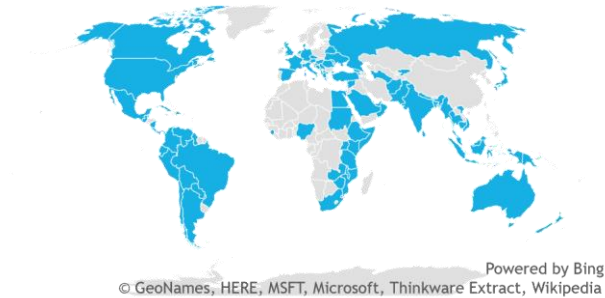 Powered by Bing
© GeoNames, HERE, MSFT, Microsoft, Thinkware Extract, Wikipedia